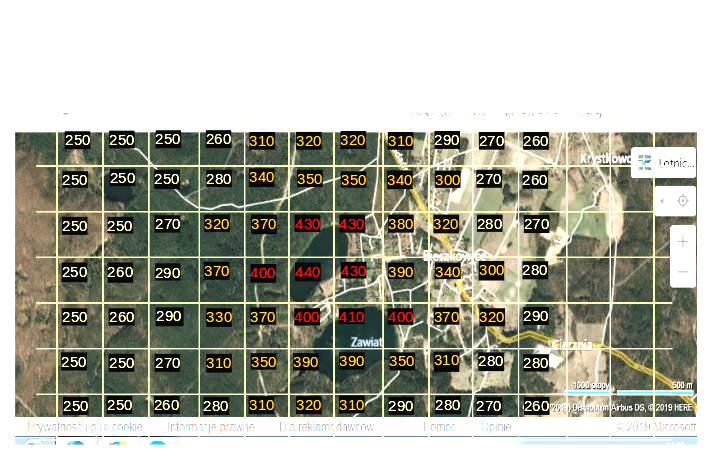 250 250 250 260 310 320 320 310 290 270 260
Krystkowo
Lotnic...
250 250 250 280 340 350 350 340 300 270 260
250 250 270 320 370 430 430 380 320 280 270
Bieszkowice
250 260 290 370 400 440 430 390 340 300 280
250 260 290 330 370 400 410 400 370 320 290
Zawiat
250 250 270 310 350 390 390 350 310 280 280
1000 stopy 500 m
250 250 260 280 310 320 310 290 280 270 260
Distribution Airbus DS, © 2019 HERE
Prywatność i pliki cookie Informacje prawne Dla reklamodawców Pomoc Opinie © 2019 Microsoft